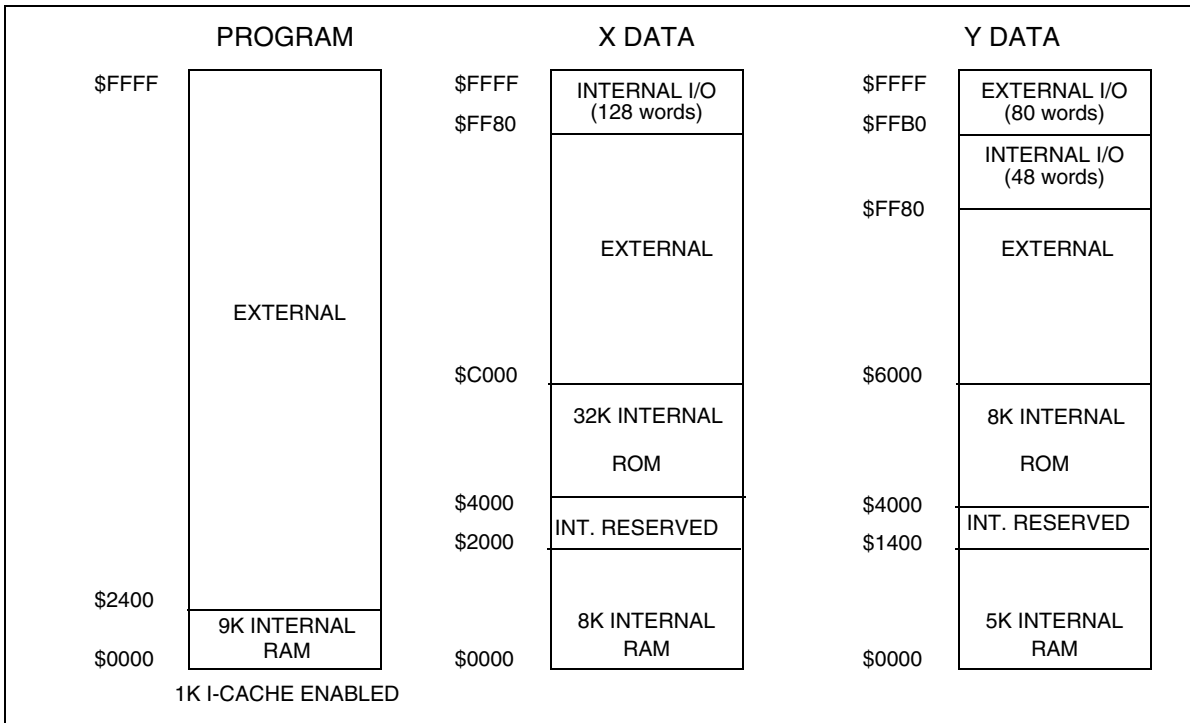 PROGRAM
$FFFF
EXTERNAL
$2400
9K INTERNAL
RAM
$0000
1K I-CACHE ENABLED
X DATA
$FFFF
INTERNAL I/O
(128 words)
$FF80
EXTERNAL
$C000
32K INTERNAL
ROM
$4000
INT. RESERVED
$2000
8K INTERNAL
RAM
$0000
Y DATA
$FFFF
EXTERNAL I/O
(80 words)
$FFB0
INTERNAL I/O
(48 words)
$FF80
EXTERNAL
$6000
8K INTERNAL
ROM
$4000
INT. RESERVED
$1400
5K INTERNAL
RAM
$0000